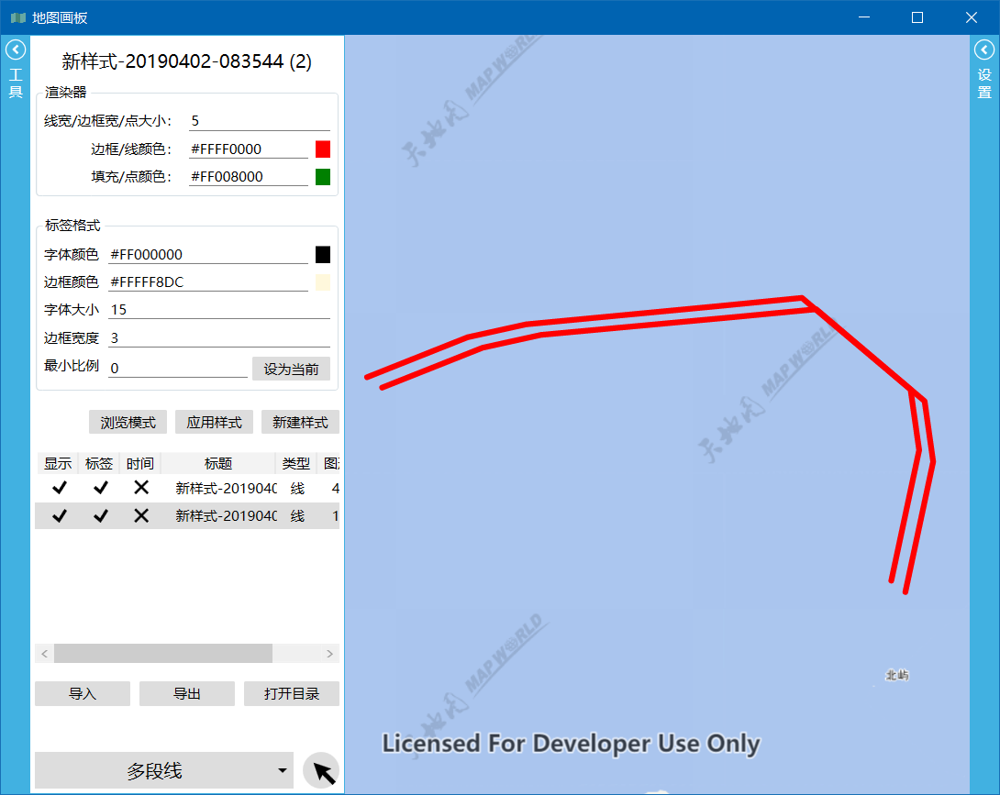 地图画板
工具
新样式-20190402-083544 (2)
渲染器
线宽/边框宽/点大小： 5
边框/线颜色： #FFFF0000
填充/点颜色： #FF008000
标签格式
字体颜色 #FF000000
边框颜色 #FFFFF8DC
字体大小 15
边框宽度 3
最小比例 0 设为当前
浏览模式 应用样式 新建样式
显示 标签 时间 标题 类型
新样式-2019040 线 4
新样式-2019040 线 1
导入 导出 打开目录
多段线
设置
天地图 MAP WORLD
天地图 MAP WORLD
天地图 MAP WORLD
北屿
Licensed For Developer Use Only